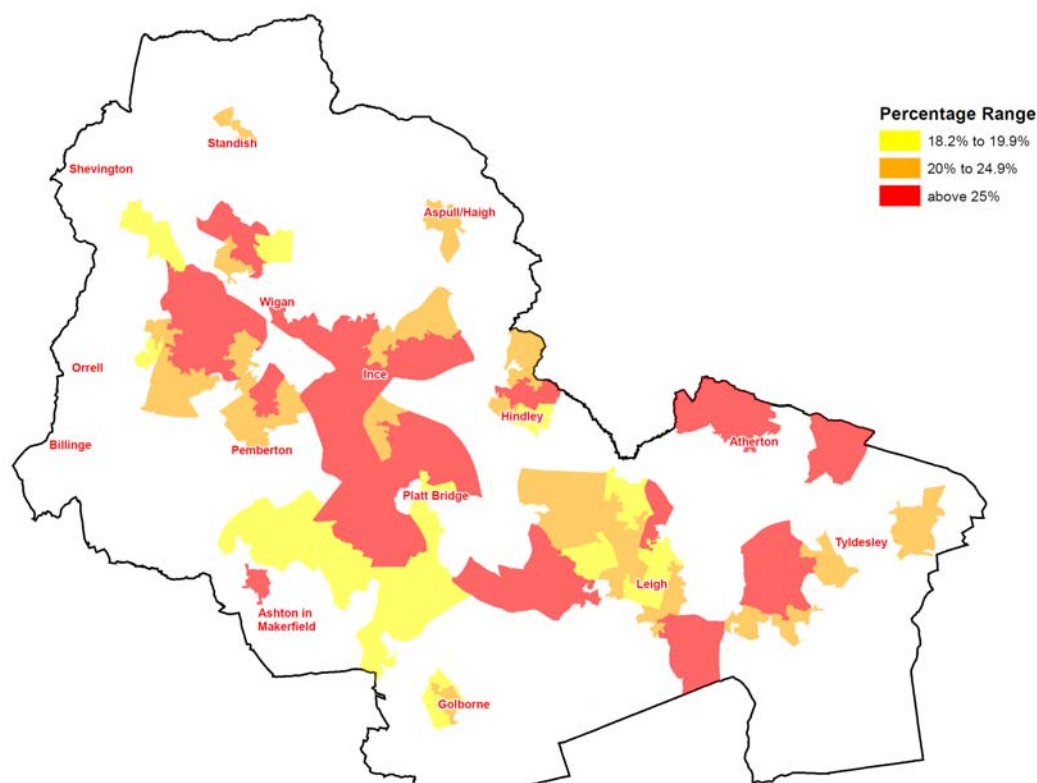 Percentage Range
18.2% to 19.9%
20% to 24.9%
above 25%
Standish
Shevington
Aspull/Haigh
Wigan
Orrell
Ince
Hindley
Billinge
Pemberton
Atherton
Platt Bridge
Tyldesley
Leigh
Ashton in
Makerfield
Golborne